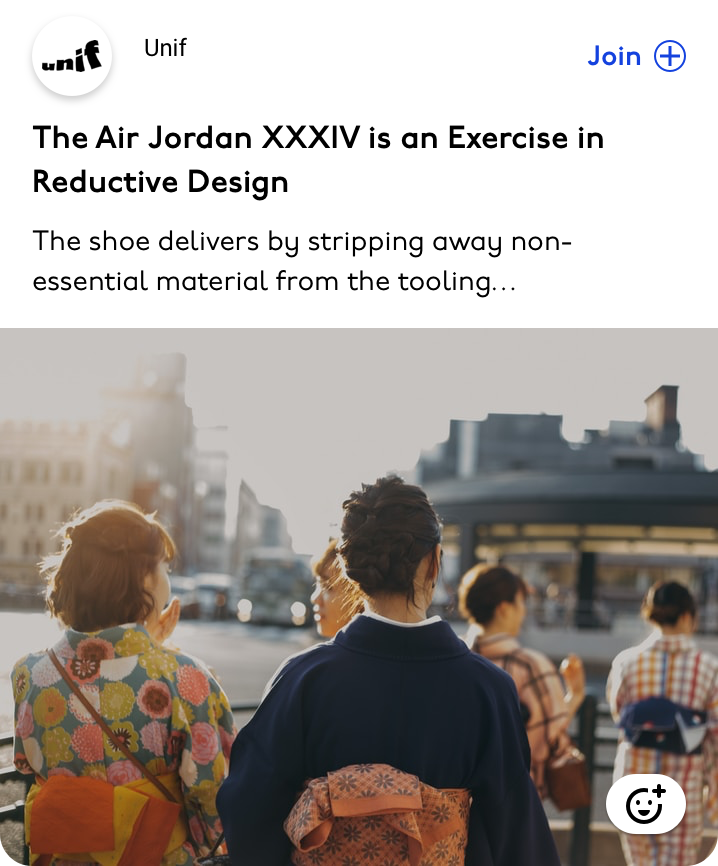 unif
Unif
Join
The Air Jordan XXXIV is an Exercise in
Reductive Design
The shoe delivers by stripping away non-
essential material from the tooling...